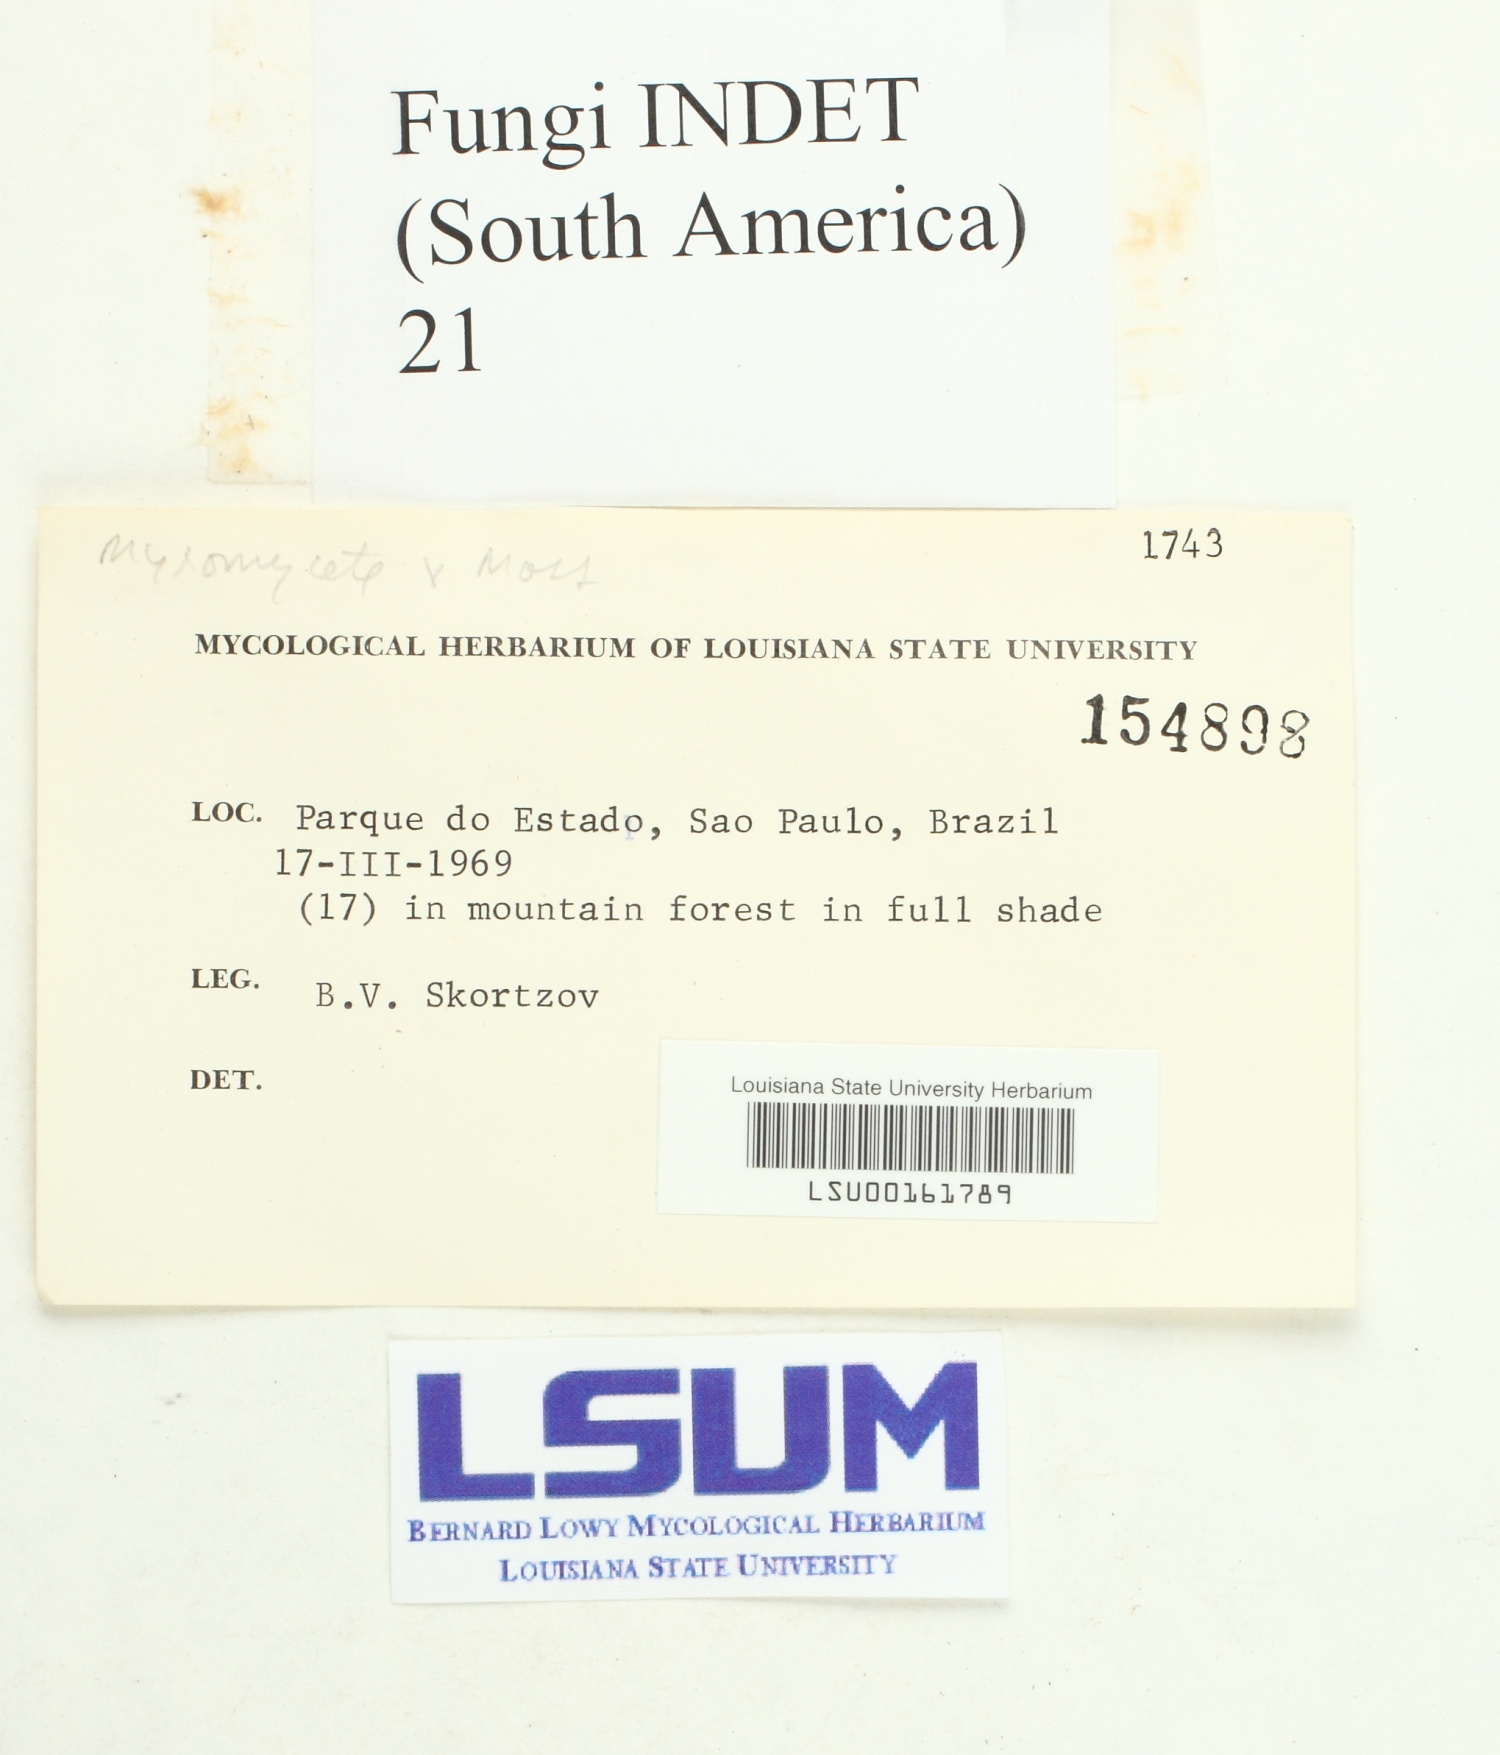 Fungi INDET
(South America)
21
Myxomycete & Moss
1743
MYCOLOGICAL HERBARIUM OF LOUISIANA STATE UNIVERSITY
154898
LOC. Parque do Estado, Sao Paulo, Brazil
17-III-1969
(17) in mountain forest in full shade
LEG. B.V. Skortzov
DET.
Louisiana State University Herbarium
LSU00161789
LSUM
BERNARD LOWY MYCOLOGICAL HERBARIUM
LOUISIANA STATE UNIVERSITY